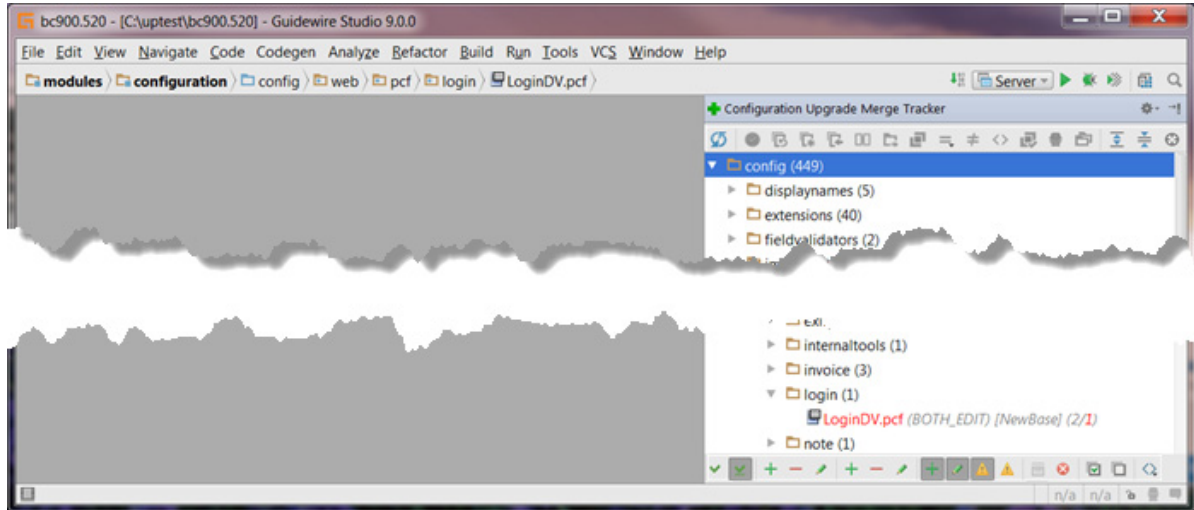 bc900.520 - [C:\uptest\bc900.520] - Guidewire Studio 9.0.0
File Edit View Navigate Code Codegen Analyze Refactor Build Run Tools VCS Window Help
modules configuration config web pcf login LoginDV.pcf
Server
Configuration Upgrade Merge Tracker
config (449)
displaynames (5)
extensions (40)
fieldvalidators (2)
internaltools (1)
invoice (3)
login (1)
LoginDV.pcf (BOTH_EDIT) [NewBase] (2/1)
note (1)
n/a n/a